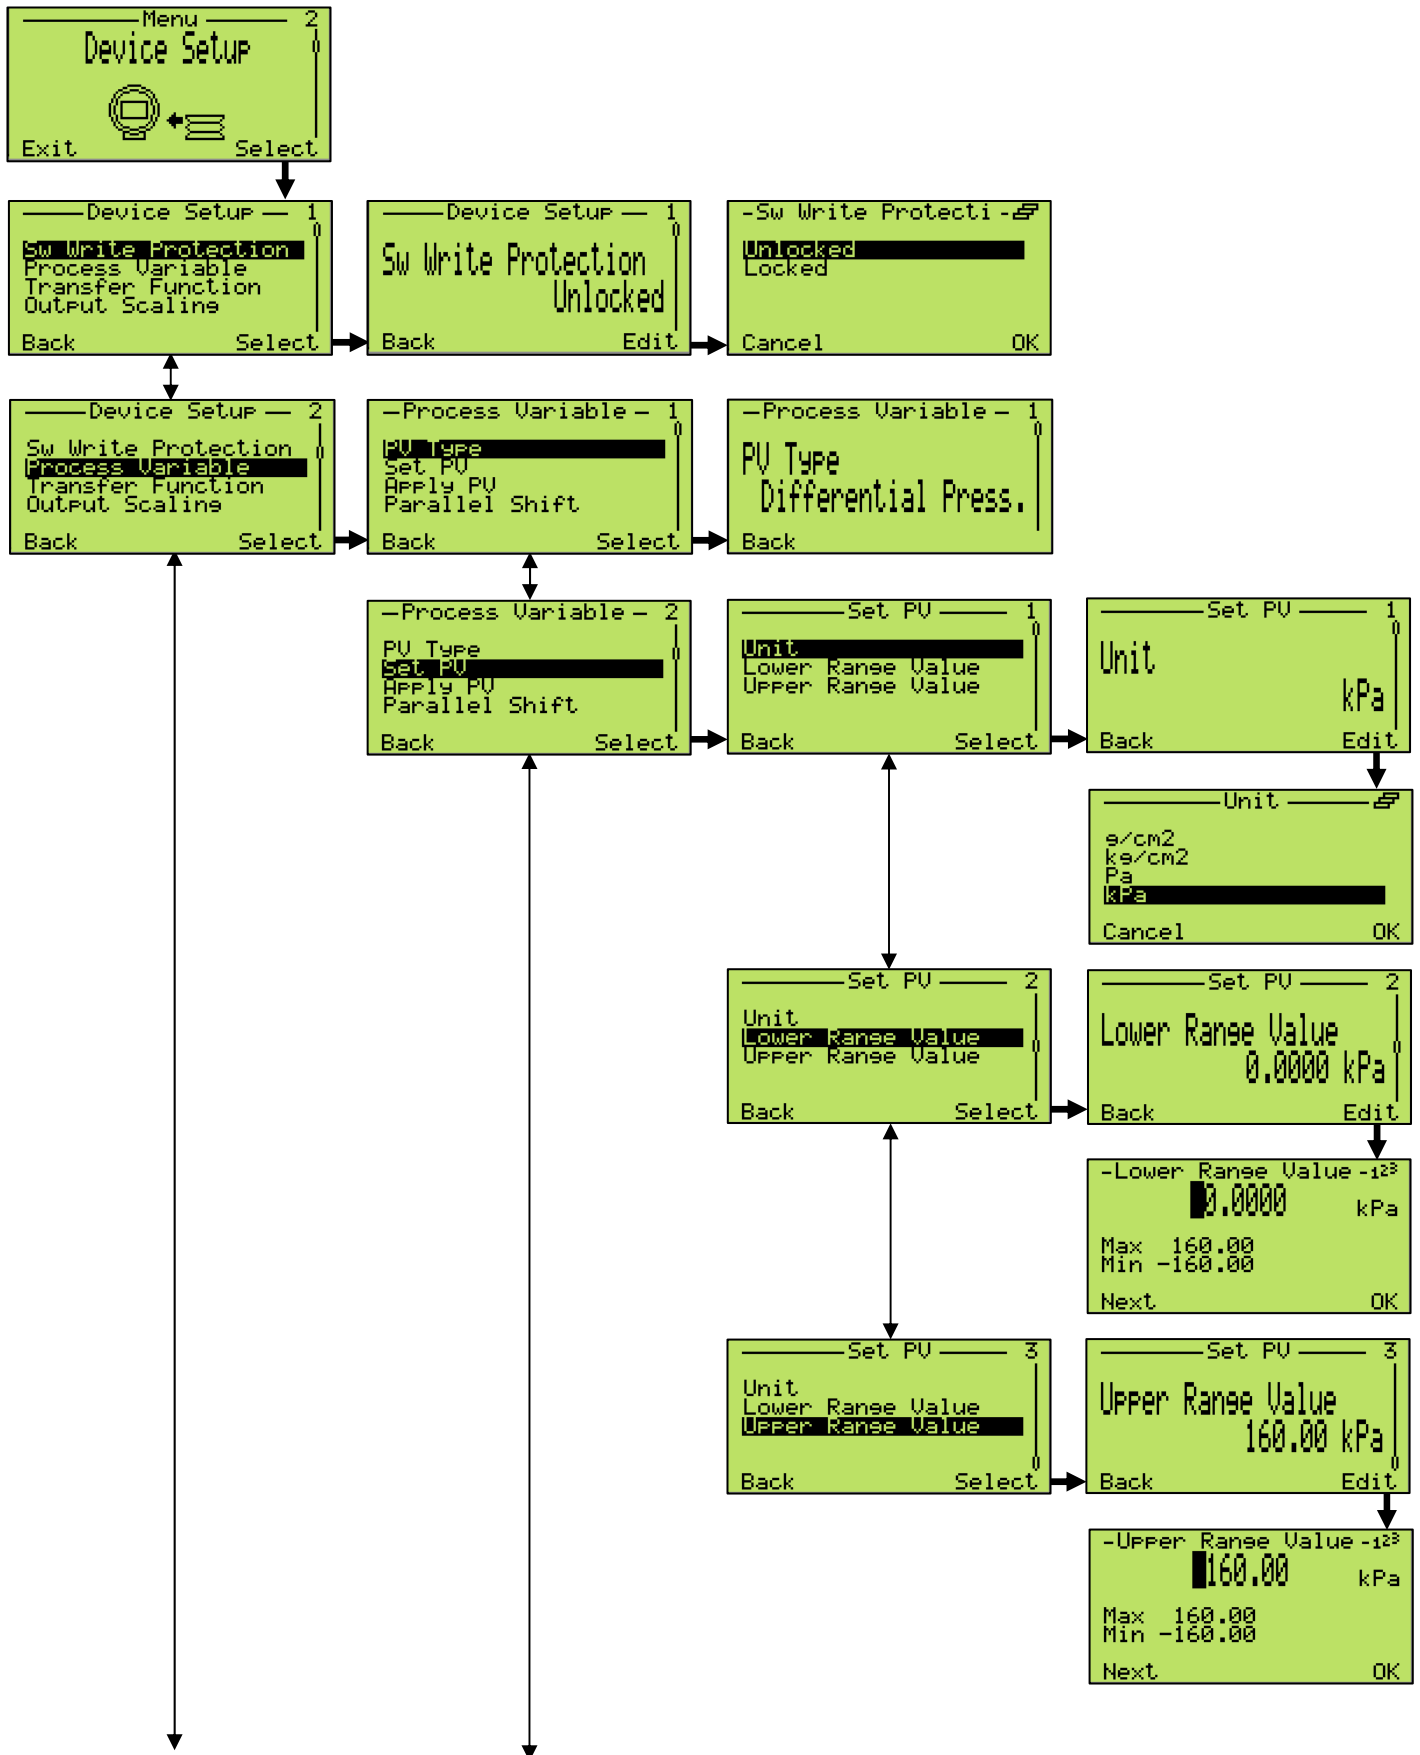 Menu 2
Device Setup
Exit Select
Device Setup 1
Sw Write Protection
Process Variable
Transfer Function
Output Scaling
Back Select
Device Setup 1
Sw Write Protection
Unlocked
Back Edit
-Sw Write Protecti-
Unlocked
Locked
Cancel OK
Device Setup 2
Sw Write Protection
Process Variable
Transfer Function
Output Scaling
Back Select
Process Variable 1
PV Type
Set PV
Apply PV
Parallel Shift
Back Select
Process Variable 1
PV Type
Differential Press.
Back
Process Variable 2
PV Type
Set PV
Apply PV
Parallel Shift
Back Select
Set PV 1
Unit
Lower Range Value
Upper Range Value
Back Select
Set PV 1
Unit
kPa
Back Edit
Unit
g/cm2
kg/cm2
Pa
kPa
Cancel OK
Set PV 2
Unit
Lower Range Value
Upper Range Value
Back Select
Set PV 2
Lower Range Value
0.0000 kPa
Back Edit
-Lower Range Value-123
0.0000 kPa
Max 160.00
Min -160.00
Next OK
Set PV 3
Unit
Lower Range Value
Upper Range Value
Back Select
Set PV 3
Upper Range Value
160.00 kPa
Back Edit
-Upper Range Value-123
160.00 kPa
Max 160.00
Min -160.00
Next OK